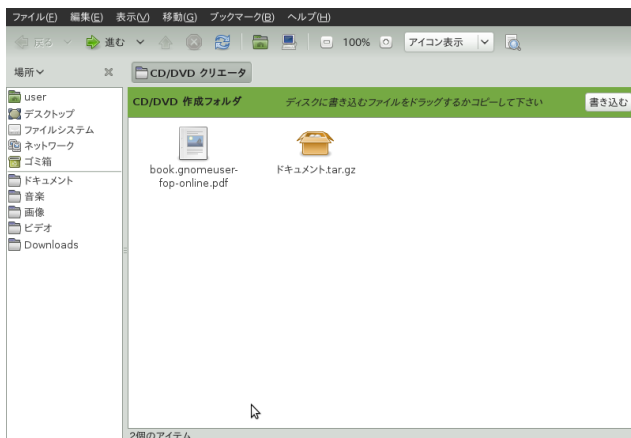 ファイル(F) 編集(E) 表示(V) 移動(G) ブックマーク(B) ヘルプ(H)
戻る 進む 100% アイコン表示
場所 CD/DVD クリエータ
user
デスクトップ
ファイルシステム
ネットワーク
ゴミ箱
ドキュメント
音楽
画像
ビデオ
Downloads
CD/DVD 作成フォルダ ディスクに書き込むファイルをドラッグするかコピーして下さい 書き込む
book.gnomeuser-
fop-online.pdf
ドキュメント.tar.gz
2個のアイテム